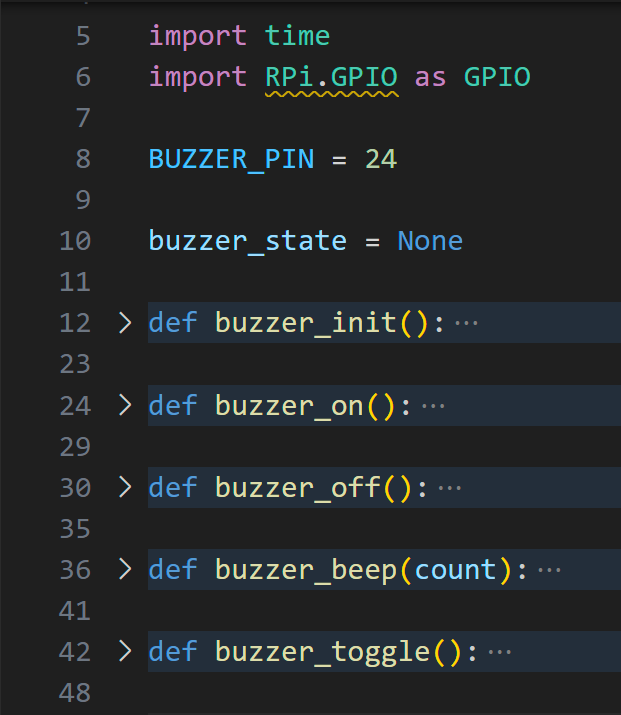 5 import time
6 import RPi.GPIO as GPIO
7
8 BUZZER_PIN = 24
9
10 buzzer_state = None
11
12 > def buzzer_init():···
23
24 > def buzzer_on():···
29
30 > def buzzer_off():···
35
36 > def buzzer_beep(count):···
41
42 > def buzzer_toggle():···
48